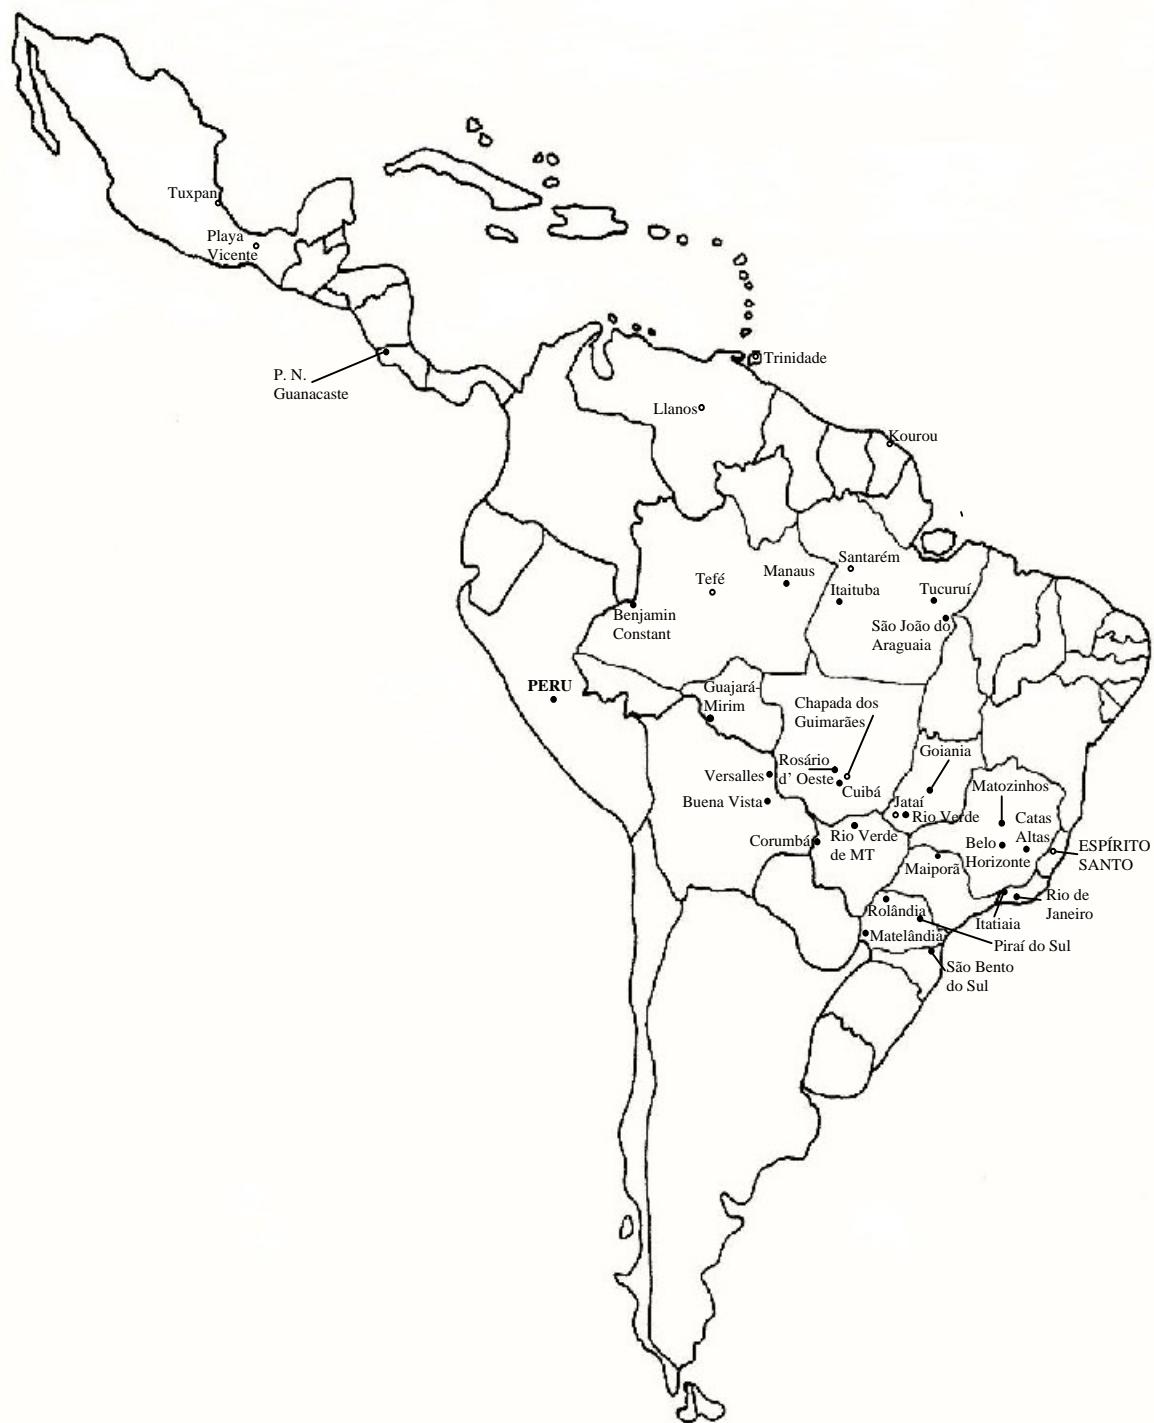 Tuxpan
Playa
Vicente
P. N.
Guanacaste
Trinidade
Llanos
Kourou
Santarém
Manaus
Tefé
Itaituba
Tucuruí
Benjamin
Constant
São João do
Araguaia
PERU
Guajará-
Mirim
Chapada dos
Guimarães
Goiania
Rosário
d' Oeste
Versalles
Cuibá
Matozinhos
Buena Vista
Jataí
Rio Verde
Catas
Altas
Corumbá
Rio Verde
de MT
Belo
Horizonte
ESPÍRITO
SANTO
Maiporã
Rio de
Janeiro
Rolândia
Itatiaia
Matelândia
Piraí do Sul
São Bento
do Sul